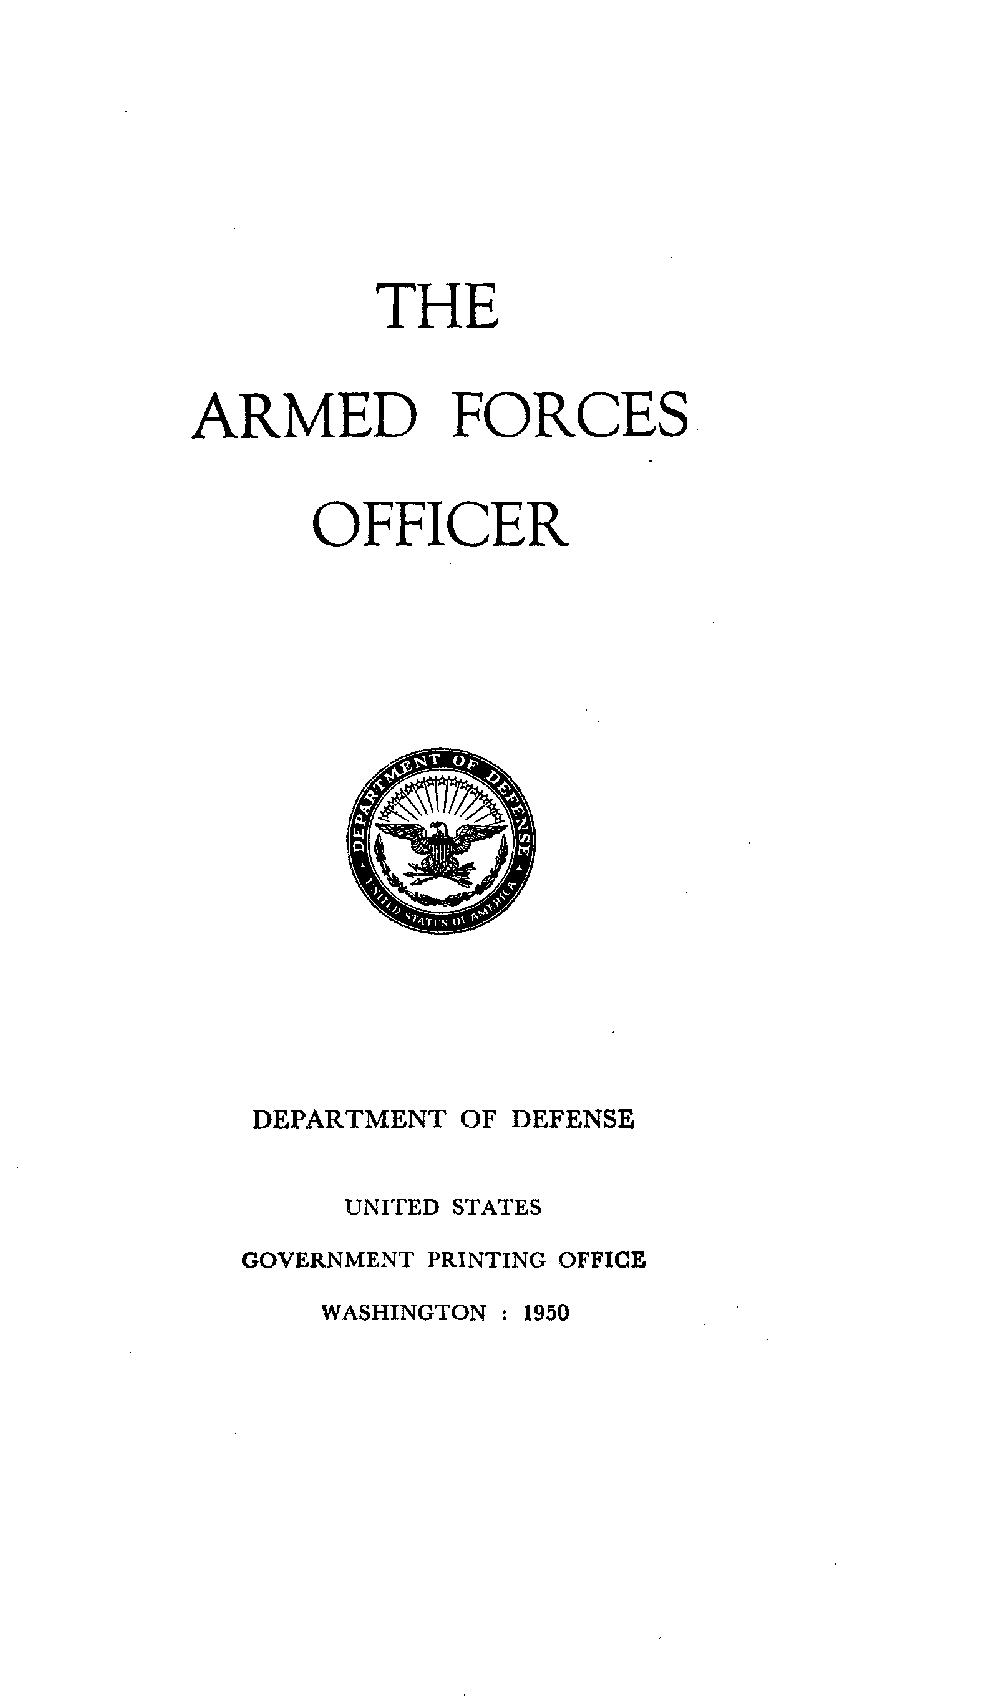 THE
ARMED FORCES
OFFICER
DEPARTMENT OF DEFENSE
UNITED STATES OF AMERICA
DEPARTMENT OF DEFENSE
UNITED STATES
GOVERNMENT PRINTING OFFICE
WASHINGTON : 1950